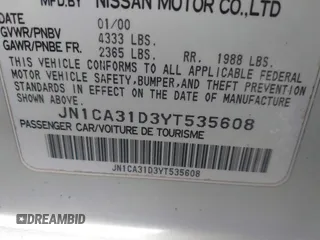 MFD. BY NISSAN MOTOR CO.,LTD
01/00
GVWR/PNBV 4333 LBS.
GAWR/PNBE FR. 2365 LBS. RR. 1988 LBS.
THIS VEHICLE CONFORMS TO ALL APPLICABLE FEDERAL
MOTOR VEHICLE SAFETY, BUMPER, AND THEFT PREVENTION
STANDARDS IN EFFECT ON THE DATE OF MANUFACTURE
SHOWN ABOVE.
JN1CA31D3YT535608
PASSENGER CAR/VOITURE DE TOURISME
JN1CA31D3YT535608
DREAMBID